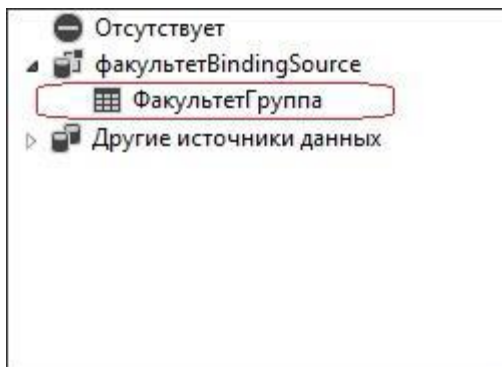 Отсутствует
факультетBindingSource
ФакультетГруппа
Другие источники данных